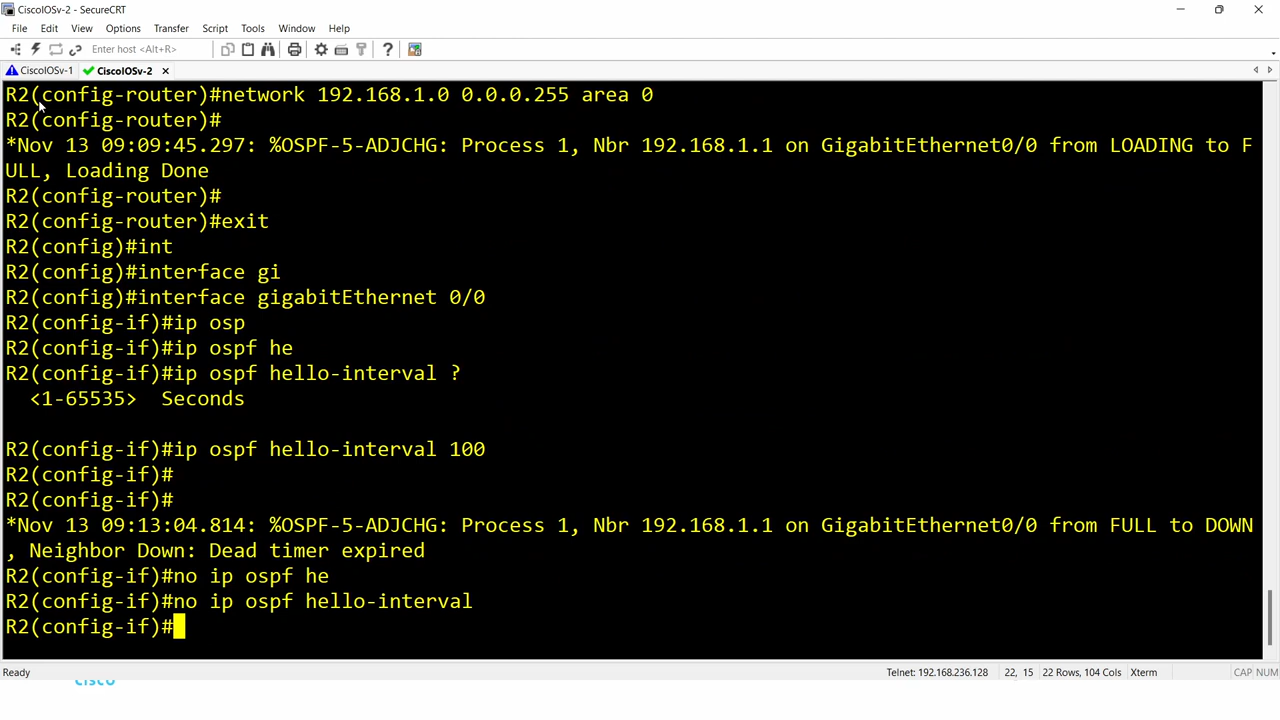 CiscoIOSv-2 - SecureCRT
File Edit View Options Transfer Script Tools Window Help
Enter host <Alt+R>
CiscoIOSv-1 CiscoIOSv-2
R2(config-router)#network 192.168.1.0 0.0.0.255 area 0
R2(config-router)#
*Nov 13 09:09:45.297: %OSPF-5-ADJCHG: Process 1, Nbr 192.168.1.1 on GigabitEthernet0/0 from LOADING to F
ULL, Loading Done
R2(config-router)#
R2(config-router)#exit
R2(config)#int
R2(config)#interface gi
R2(config)#interface gigabitEthernet 0/0
R2(config-if)#ip osp
R2(config-if)#ip ospf he
R2(config-if)#ip ospf hello-interval ?
<1-65535> Seconds
R2(config-if)#ip ospf hello-interval 100
R2(config-if)#
R2(config-if)#
*Nov 13 09:13:04.814: %OSPF-5-ADJCHG: Process 1, Nbr 192.168.1.1 on GigabitEthernet0/0 from FULL to DOWN
, Neighbor Down: Dead timer expired
R2(config-if)#no ip ospf he
R2(config-if)#no ip ospf hello-interval
R2(config-if)#
Ready Telnet: 192.168.236.128 22, 15 22 Rows, 104 Cols Xterm CAP NUM
cisco